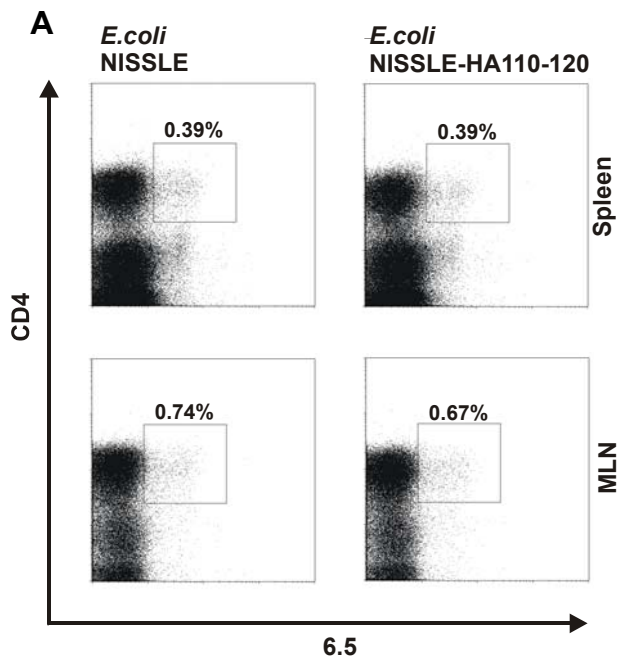 A
E.coli
NISSLE
E.coli
NISSLE-HA110-120
0.39%
0.39%
Spleen
CD4
0.74%
0.67%
MLN
6.5